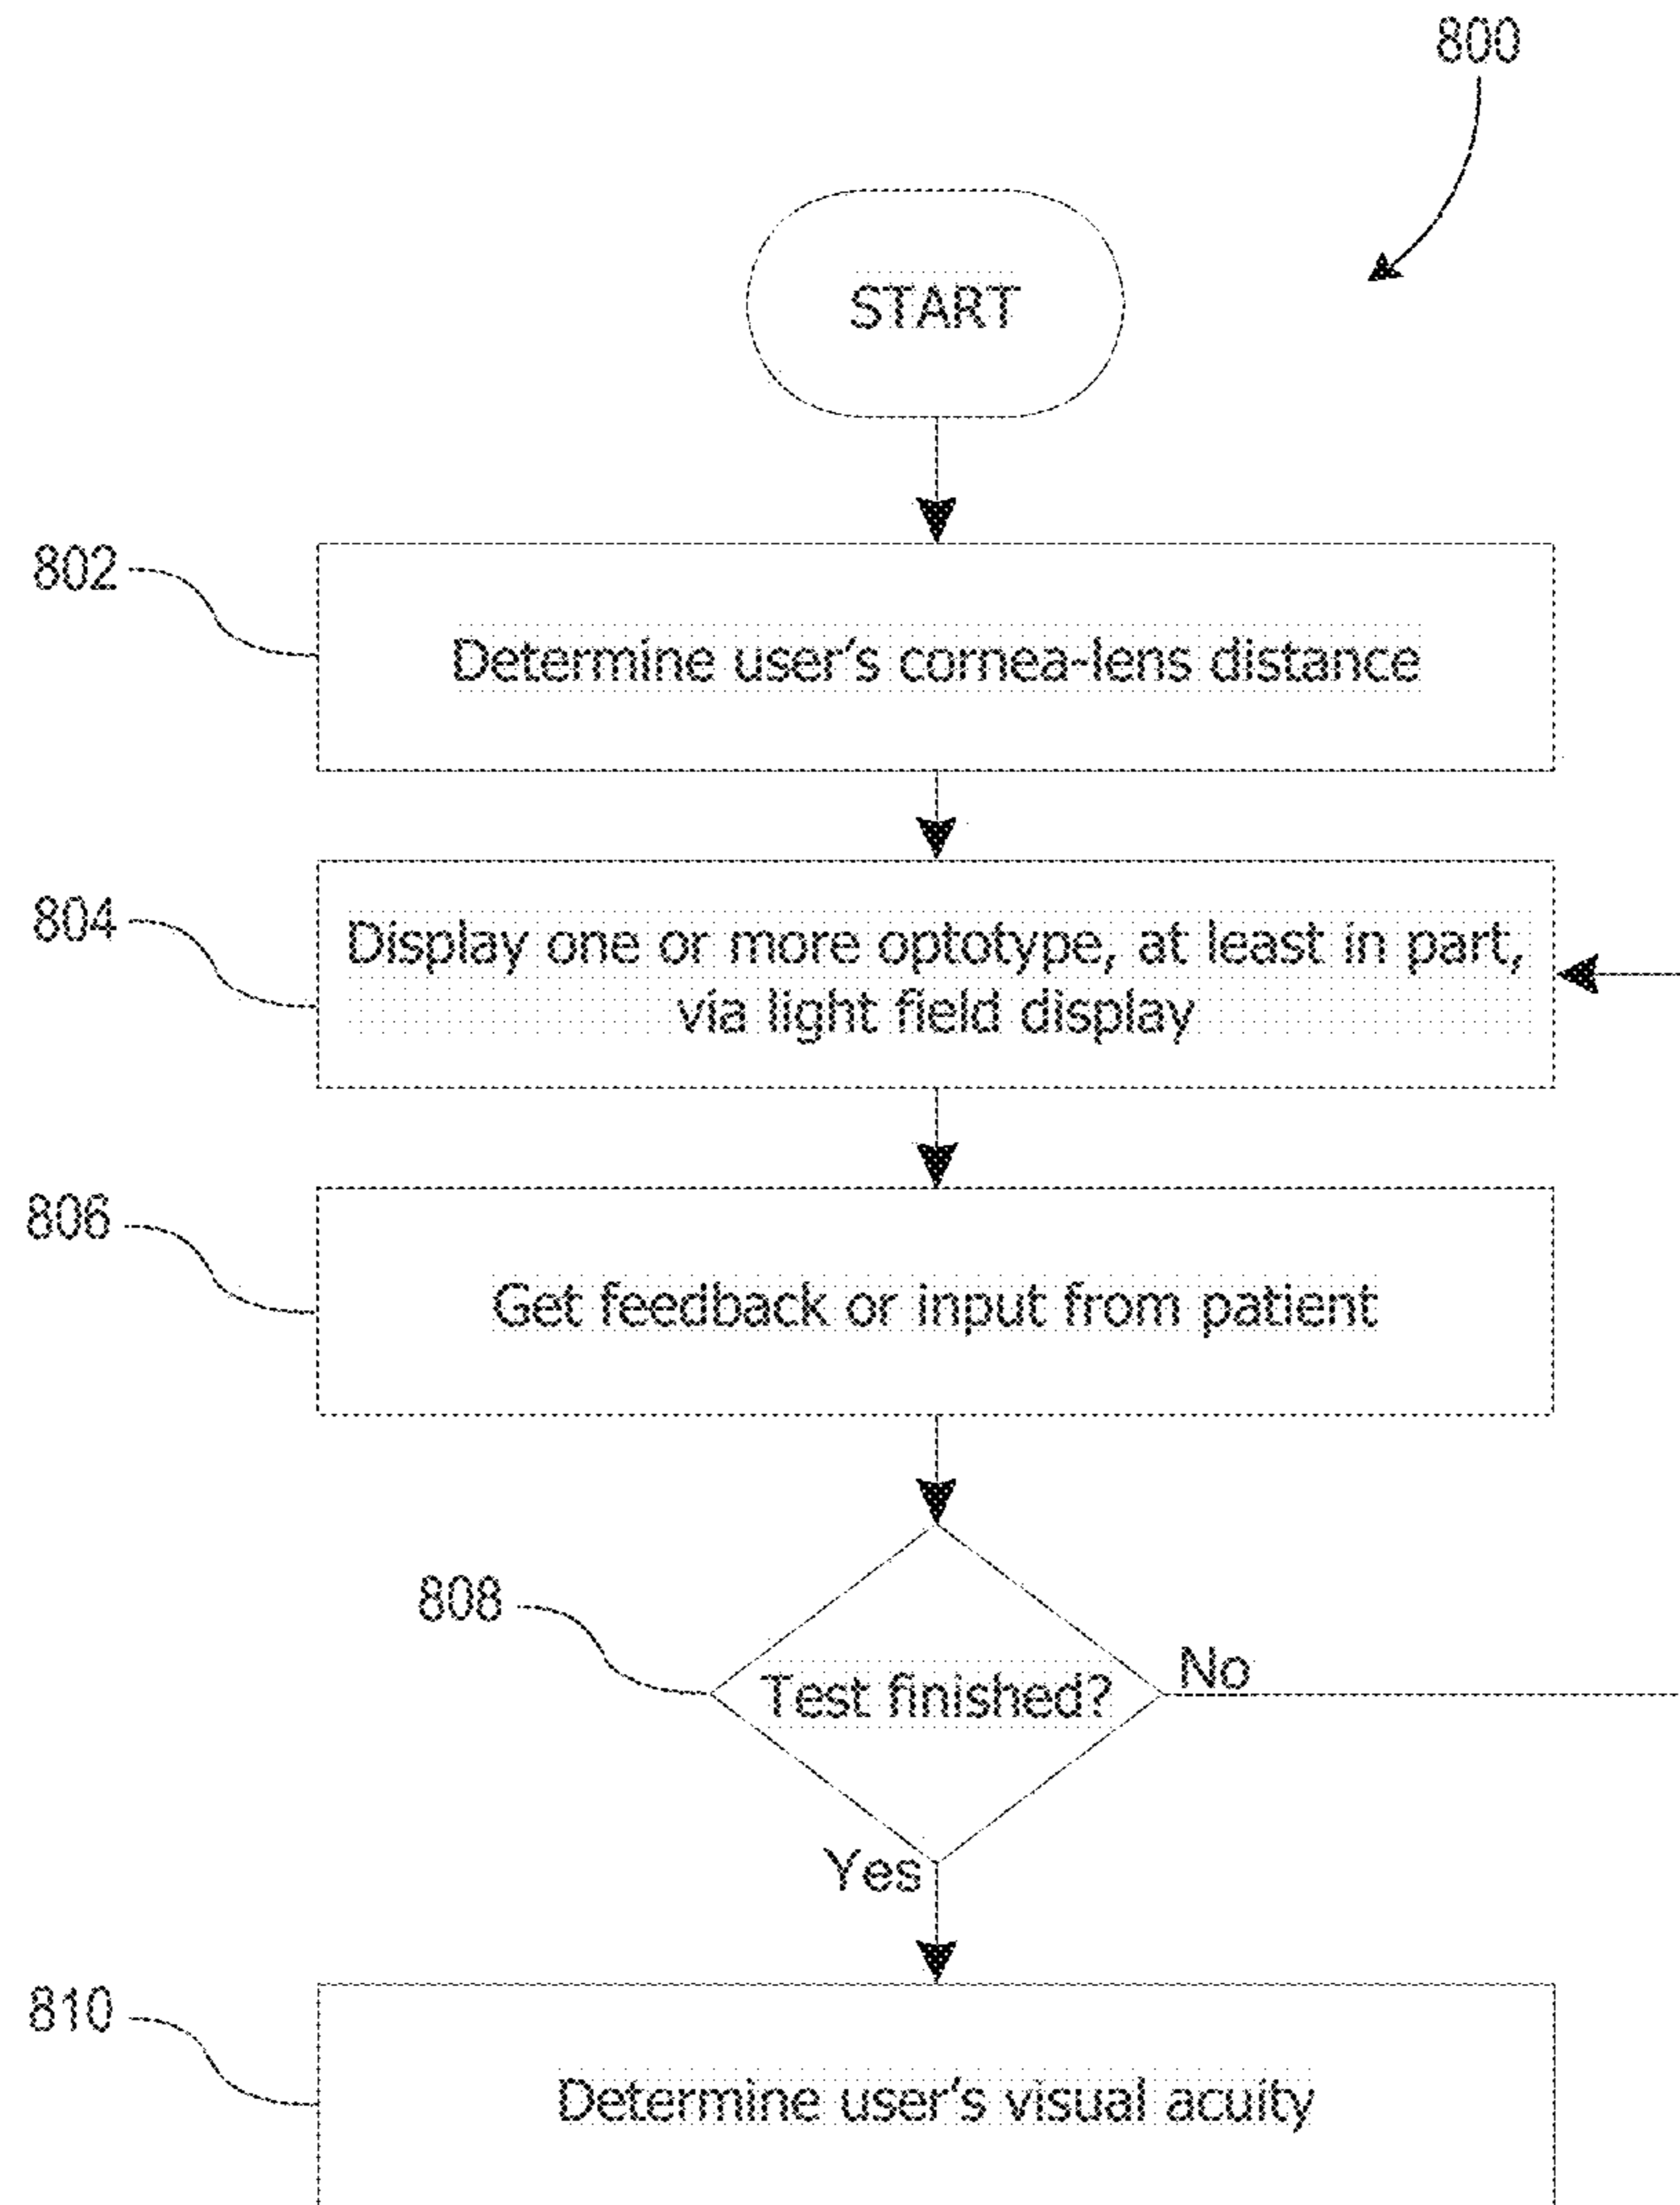 800
START
802
Determine user's cornea-lens distance
804
Display one or more optotype, at least in part,
via light field display
806
Get feedback or input from patient
808
Test finished?
No
Yes
810
Determine user's visual acuity